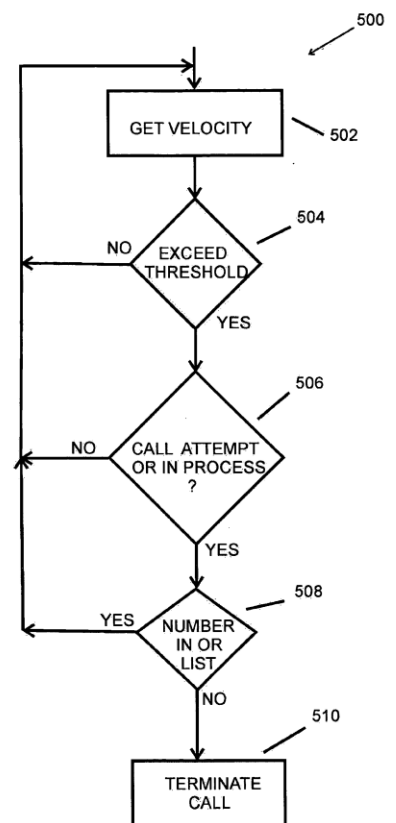 500
GET VELOCITY
502
504
NO
EXCEED
THRESHOLD
YES
506
NO
CALL ATTEMPT
OR IN PROCESS
?
YES
508
YES
NUMBER
IN OR
LIST
NO
510
TERMINATE
CALL